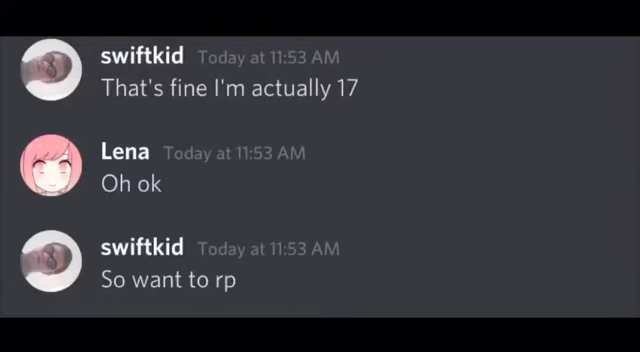 swiftkid Today at 11:53 AM
That's fine I'm actually 17
Lena Today at 11:53 AM
Oh ok
swiftkid Today at 11:53 AM
So want to rp